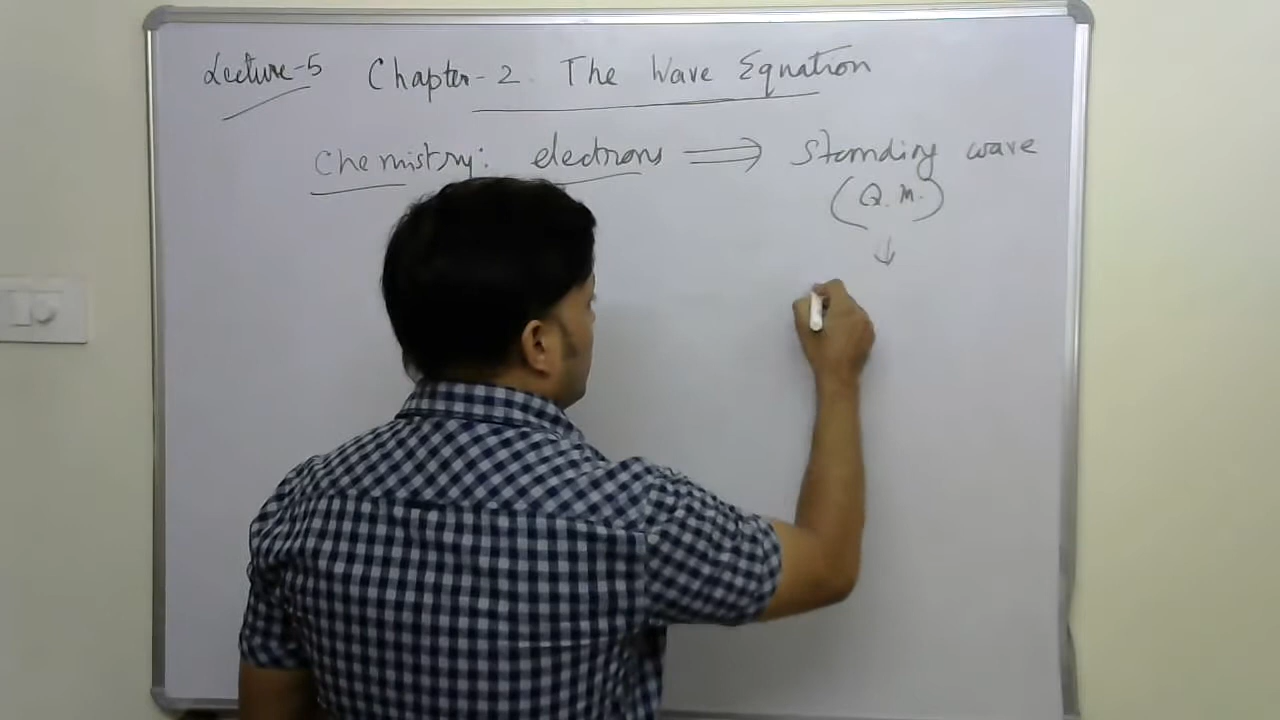 Lecture-5 Chapter-2. The Wave Equation
Chemistry: electrons ⟹ Standing wave
(Q.M.)
↓